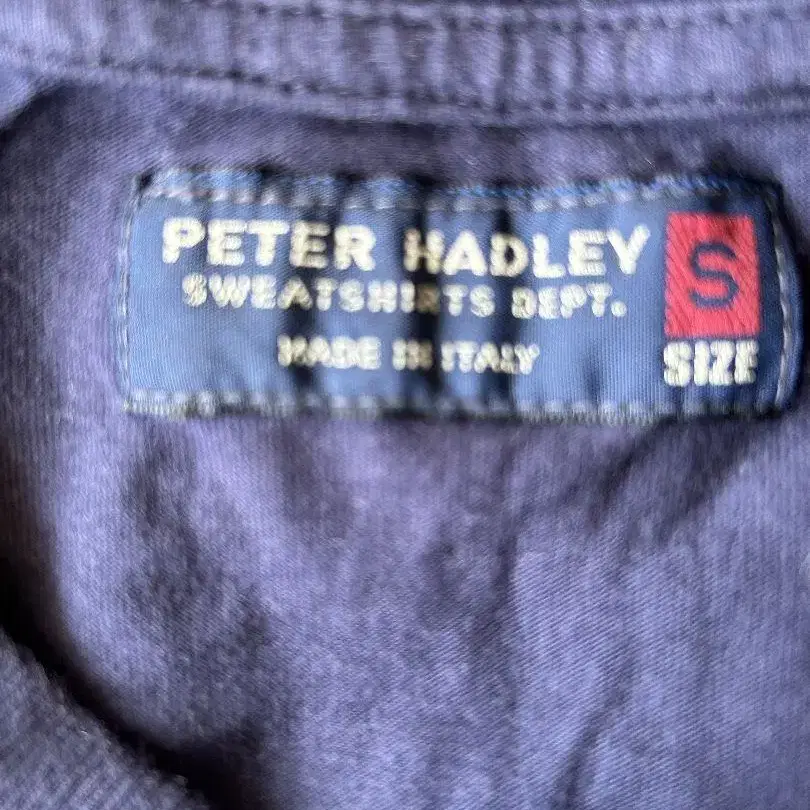 PETER HADLEY
SWEATSHIRTS DEPT.
MADE IN ITALY
S
SIZE